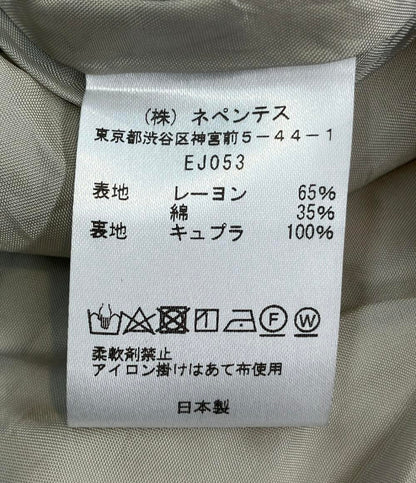 (株)ネペンテス
東京都渋谷区神宮前5-44-1
EJ053
表地 レーヨン 65%
綿 35%
裏地 キュプラ 100%
F W
柔軟剤禁止
アイロン掛けはあて布使用
日本製